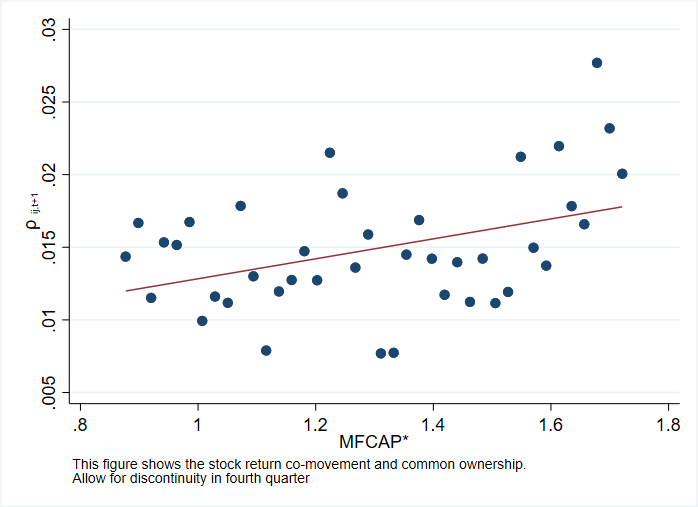 .03
.025
.02
.015
.01
.005
ρ ij,t+1
.8 1 1.2 1.4 1.6 1.8
MFCAP*
This figure shows the stock return co-movement and common ownership.
Allow for discontinuity in fourth quarter